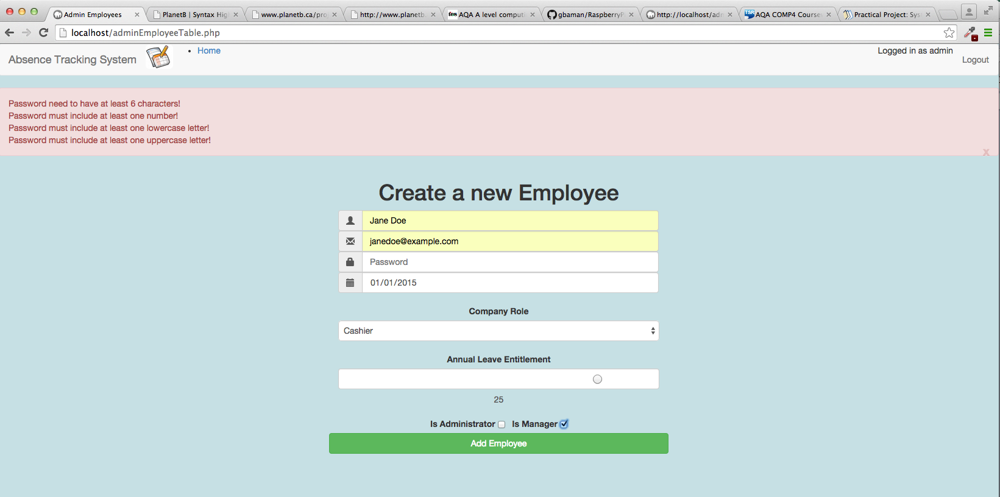 Admin Employees
PlanetB | Syntax Hig
www.planetb.ca/pro
http://www.planetb
AQA A level computi
gbaman/RaspberryP
http://localhost/adm
AQA COMP4 Course
Practical Project: Sys
localhost/adminEmployeeTable.php
Absence Tracking System
Home
Logged in as admin
Logout
Password need to have at least 6 characters!
Password must include at least one number!
Password must include at least one lowercase letter!
Password must include at least one uppercase letter!
x
Create a new Employee
Jane Doe
janedoe@example.com
Password
01/01/2015
Company Role
Cashier
Annual Leave Entitlement
25
Is Administrator Is Manager
Add Employee